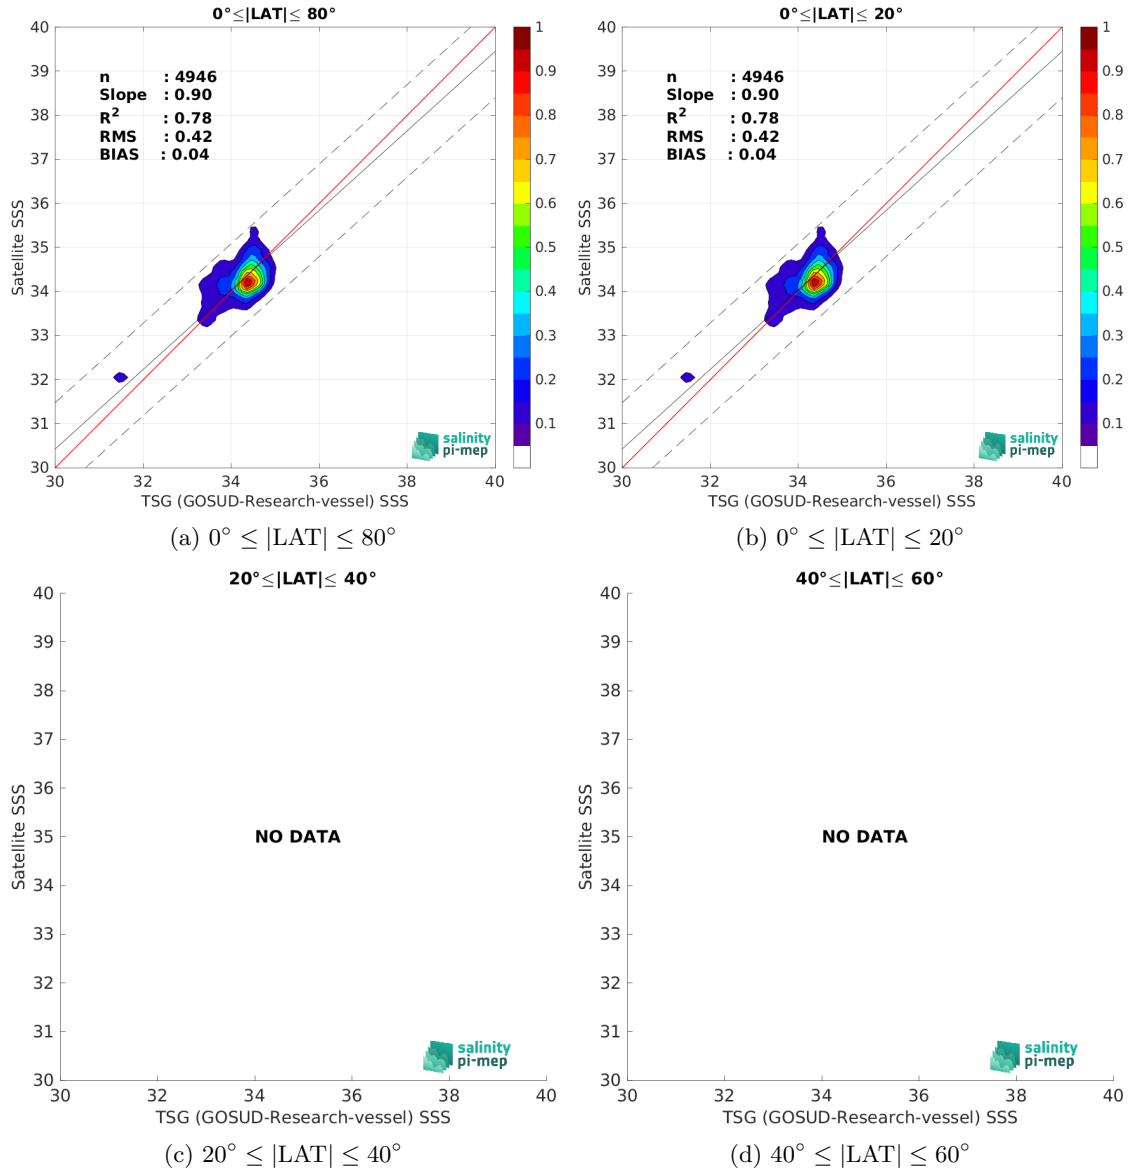 0°≤|LAT|≤ 80°
40
39
38
37
36
35
34
33
32
31
30
Satellite SSS
n : 4946
Slope : 0.90
R² : 0.78
RMS : 0.42
BIAS : 0.04
salinity
pi-mep
30 32 34 36 38 40
TSG (GOSUD-Research-vessel) SSS
1
0.9
0.8
0.7
0.6
0.5
0.4
0.3
0.2
0.1
(a) 0° ≤ |LAT| ≤ 80°
0°≤|LAT|≤ 20°
40
39
38
37
36
35
34
33
32
31
30
Satellite SSS
n : 4946
Slope : 0.90
R² : 0.78
RMS : 0.42
BIAS : 0.04
salinity
pi-mep
30 32 34 36 38 40
TSG (GOSUD-Research-vessel) SSS
1
0.9
0.8
0.7
0.6
0.5
0.4
0.3
0.2
0.1
(b) 0° ≤ |LAT| ≤ 20°
20°≤|LAT|≤ 40°
40
39
38
37
36
35
34
33
32
31
30
Satellite SSS
NO DATA
salinity
pi-mep
30 32 34 36 38 40
TSG (GOSUD-Research-vessel) SSS
(c) 20° ≤ |LAT| ≤ 40°
40°≤|LAT|≤ 60°
40
39
38
37
36
35
34
33
32
31
30
Satellite SSS
NO DATA
salinity
pi-mep
30 32 34 36 38 40
TSG (GOSUD-Research-vessel) SSS
(d) 40° ≤ |LAT| ≤ 60°